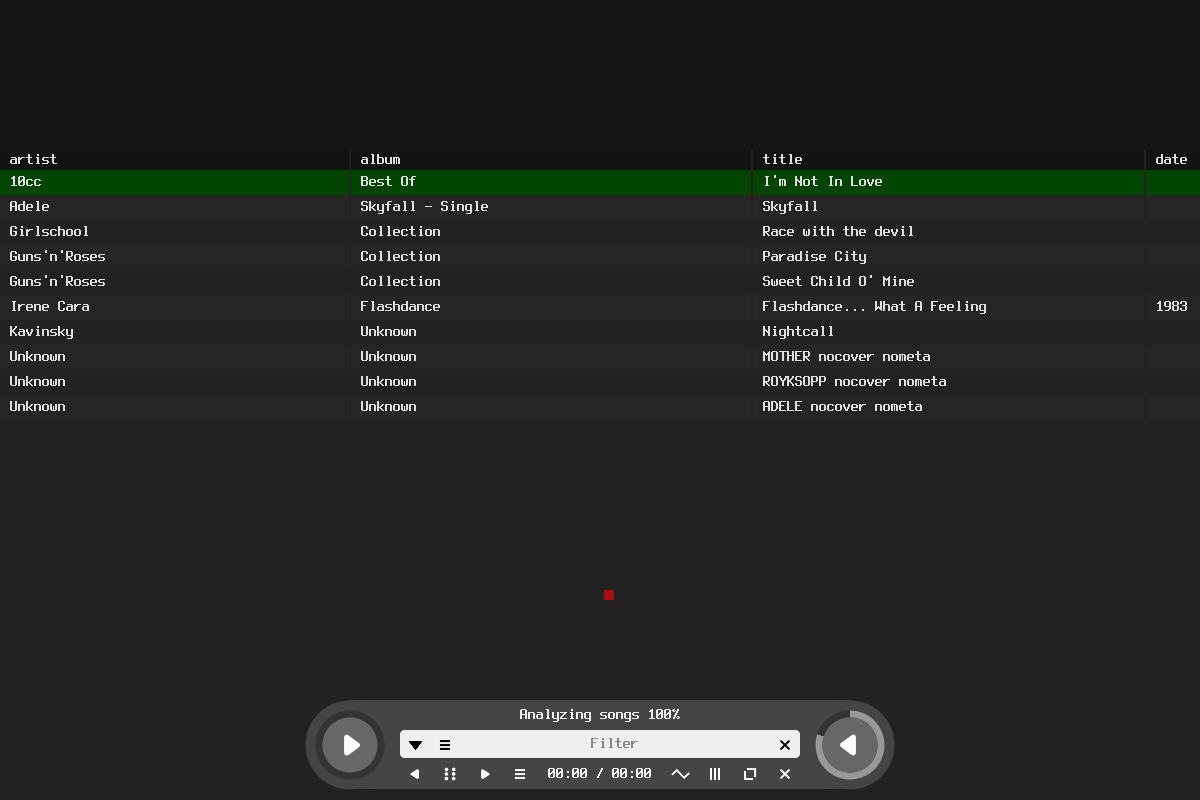 artist album title date
10cc Best Of I'm Not In Love
Adele Skyfall - Single Skyfall
Girlschool Collection Race with the devil
Guns'n'Roses Collection Paradise City
Guns'n'Roses Collection Sweet Child O' Mine
Irene Cara Flashdance Flashdance... What A Feeling 1983
Kavinsky Unknown Nightcall
Unknown Unknown MOTHER nocover nometa
Unknown Unknown ROYKSOPP nocover nometa
Unknown Unknown ADELE nocover nometa
Analyzing songs 100%
Filter
00:00 / 00:00